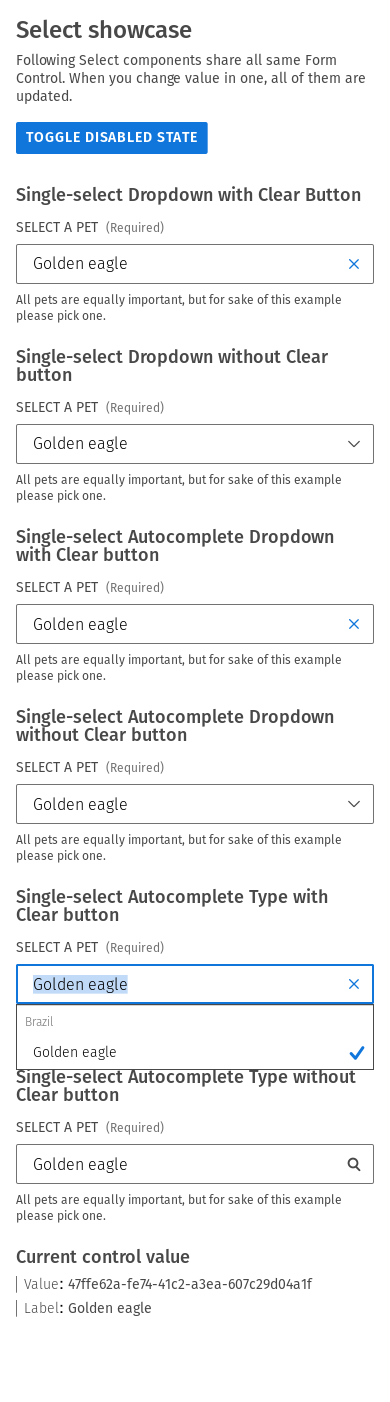 Select showcase
Following Select components share all same Form
Control. When you change value in one, all of them are
updated.
TOGGLE DISABLED STATE
Single-select Dropdown with Clear Button
SELECT A PET (Required)
Golden eagle
All pets are equally important, but for sake of this example
please pick one.
Single-select Dropdown without Clear
button
SELECT A PET (Required)
Golden eagle
All pets are equally important, but for sake of this example
please pick one.
Single-select Autocomplete Dropdown
with Clear button
SELECT A PET (Required)
Golden eagle
All pets are equally important, but for sake of this example
please pick one.
Single-select Autocomplete Dropdown
without Clear button
SELECT A PET (Required)
Golden eagle
All pets are equally important, but for sake of this example
please pick one.
Single-select Autocomplete Type with
Clear button
SELECT A PET (Required)
Golden eagle
Brazil
Golden eagle
Single-select Autocomplete Type without
Clear button
SELECT A PET (Required)
Golden eagle
All pets are equally important, but for sake of this example
please pick one.
Current control value
Value: 47ffe62a-fe74-41c2-a3ea-607c29d04a1f
Label: Golden eagle